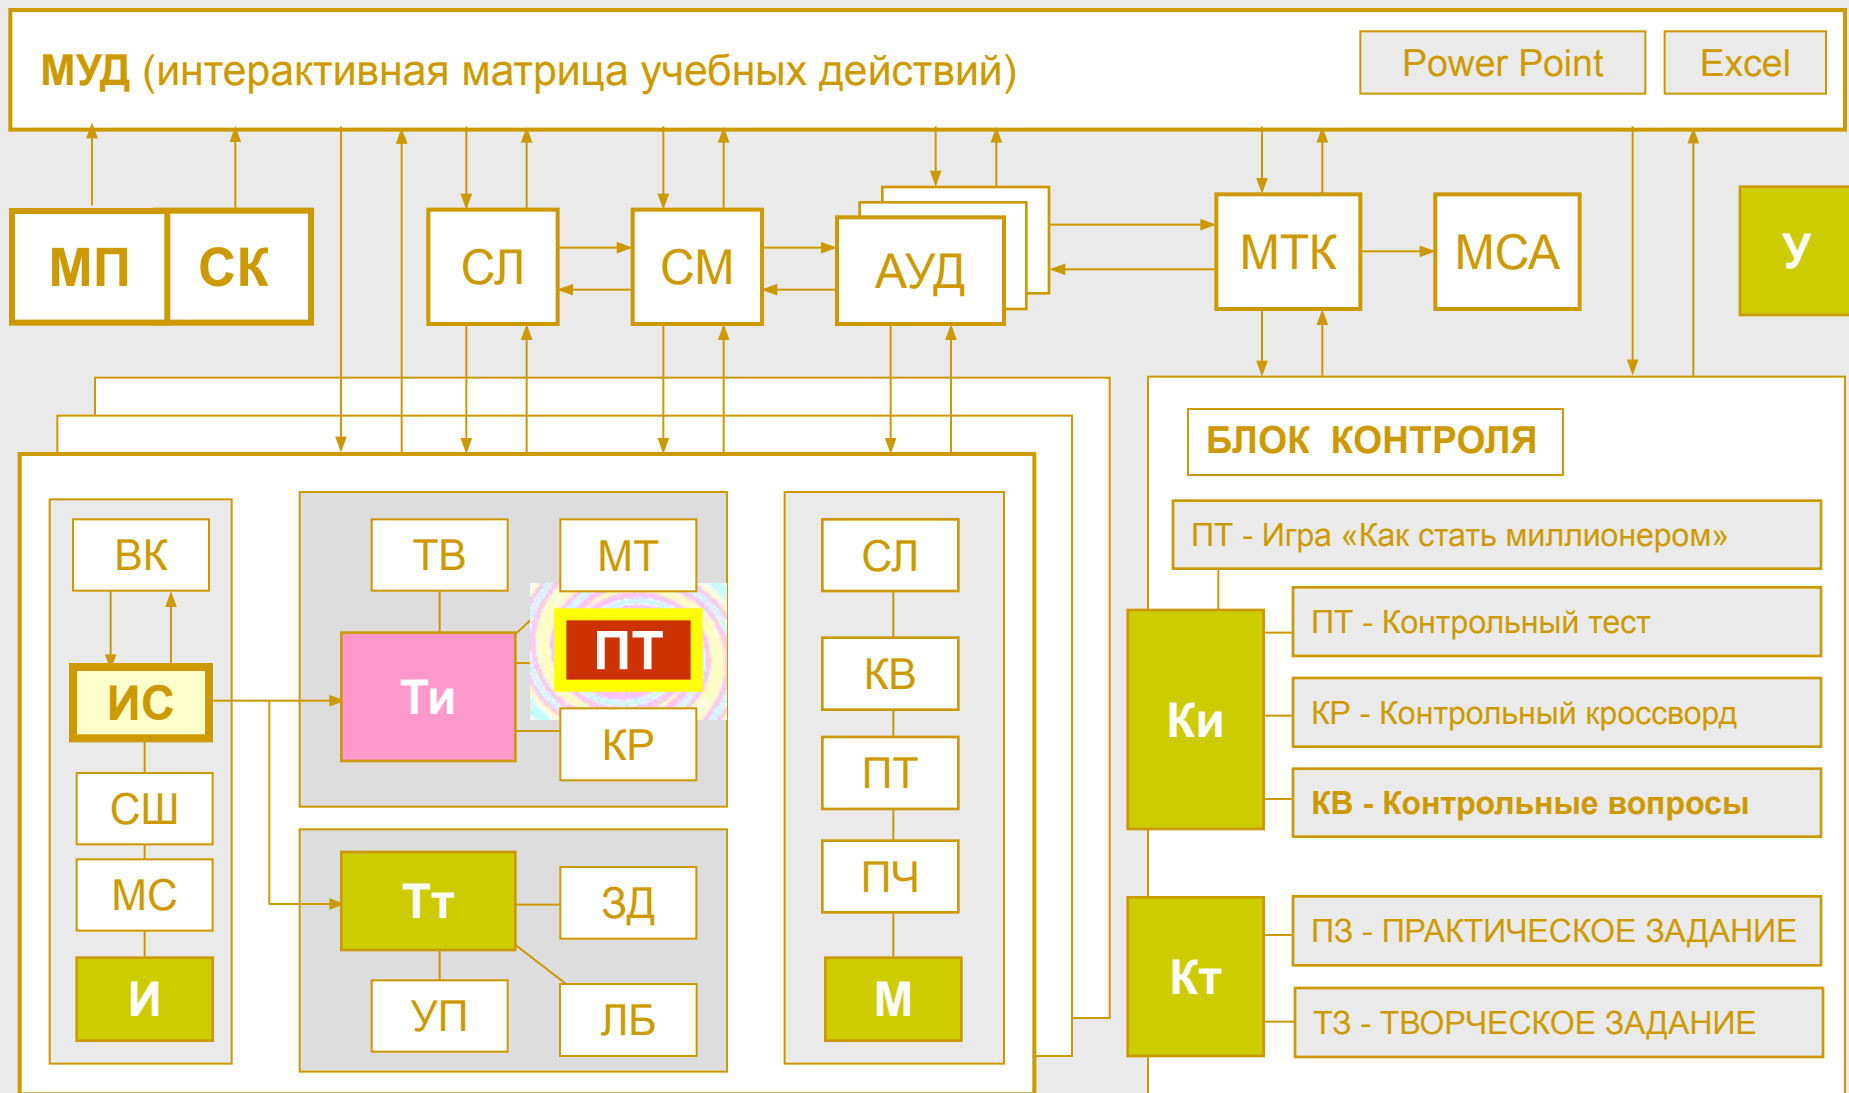 МУД (интерактивная матрица учебных действий)
Power Point
Excel
МП
СК
СЛ
СМ
АУД
МТК
МСА
У
БЛОК КОНТРОЛЯ
ПТ - Игра «Как стать миллионером»
Ки
ПТ - Контрольный тест
КР - Контрольный кроссворд
КВ - Контрольные вопросы
Кт
ПЗ - ПРАКТИЧЕСКОЕ ЗАДАНИЕ
ТЗ - ТВОРЧЕСКОЕ ЗАДАНИЕ
ВК
ИС
СШ
МС
И
ТВ
МТ
Ти
ПТ
КР
Тт
ЗД
УП
ЛБ
СЛ
КВ
ПТ
ПЧ
М